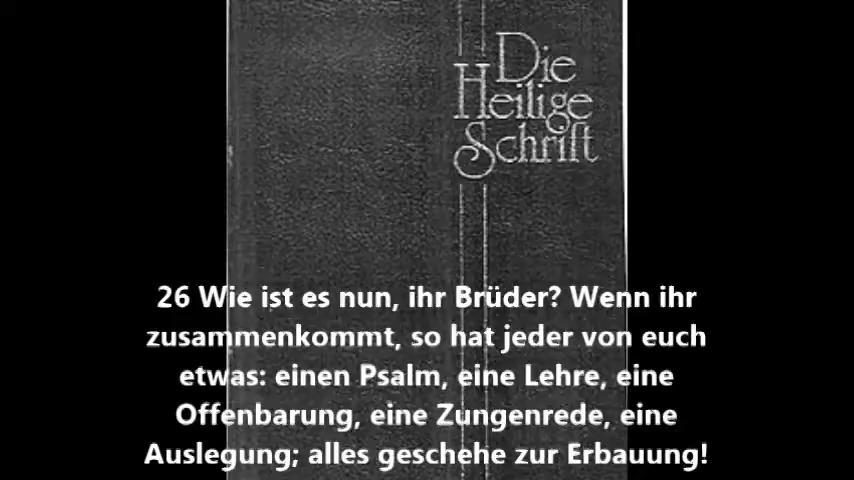 Die
Heilige
Schrift
26 Wie ist es nun, ihr Brüder? Wenn ihr
zusammenkommt, so hat jeder von euch
etwas: einen Psalm, eine Lehre, eine
Offenbarung, eine Zungenrede, eine
Auslegung; alles geschehe zur Erbauung!